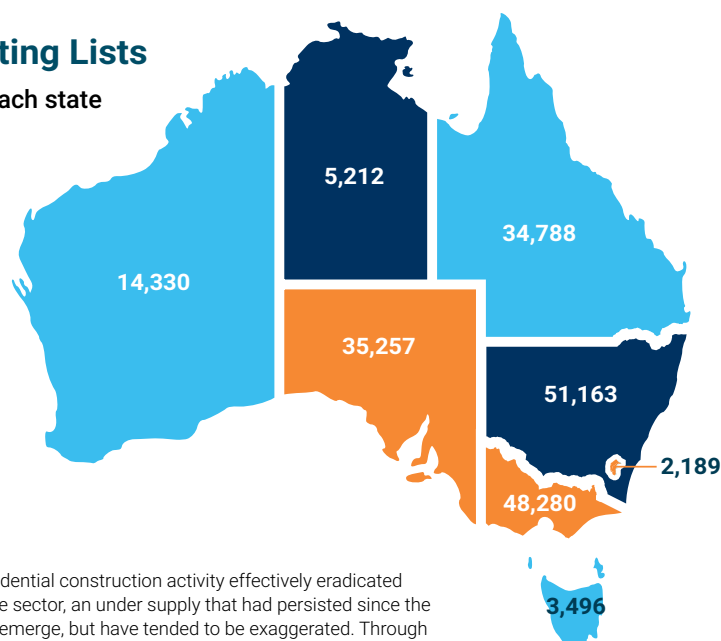 ting Lists
ach state
5,212
34,788
14,330
35,257
51,163
2,189
48,280
3,496
dential construction activity effectively eradicated
e sector, an under supply that had persisted since the
emerge, but have tended to be exaggerated. Through